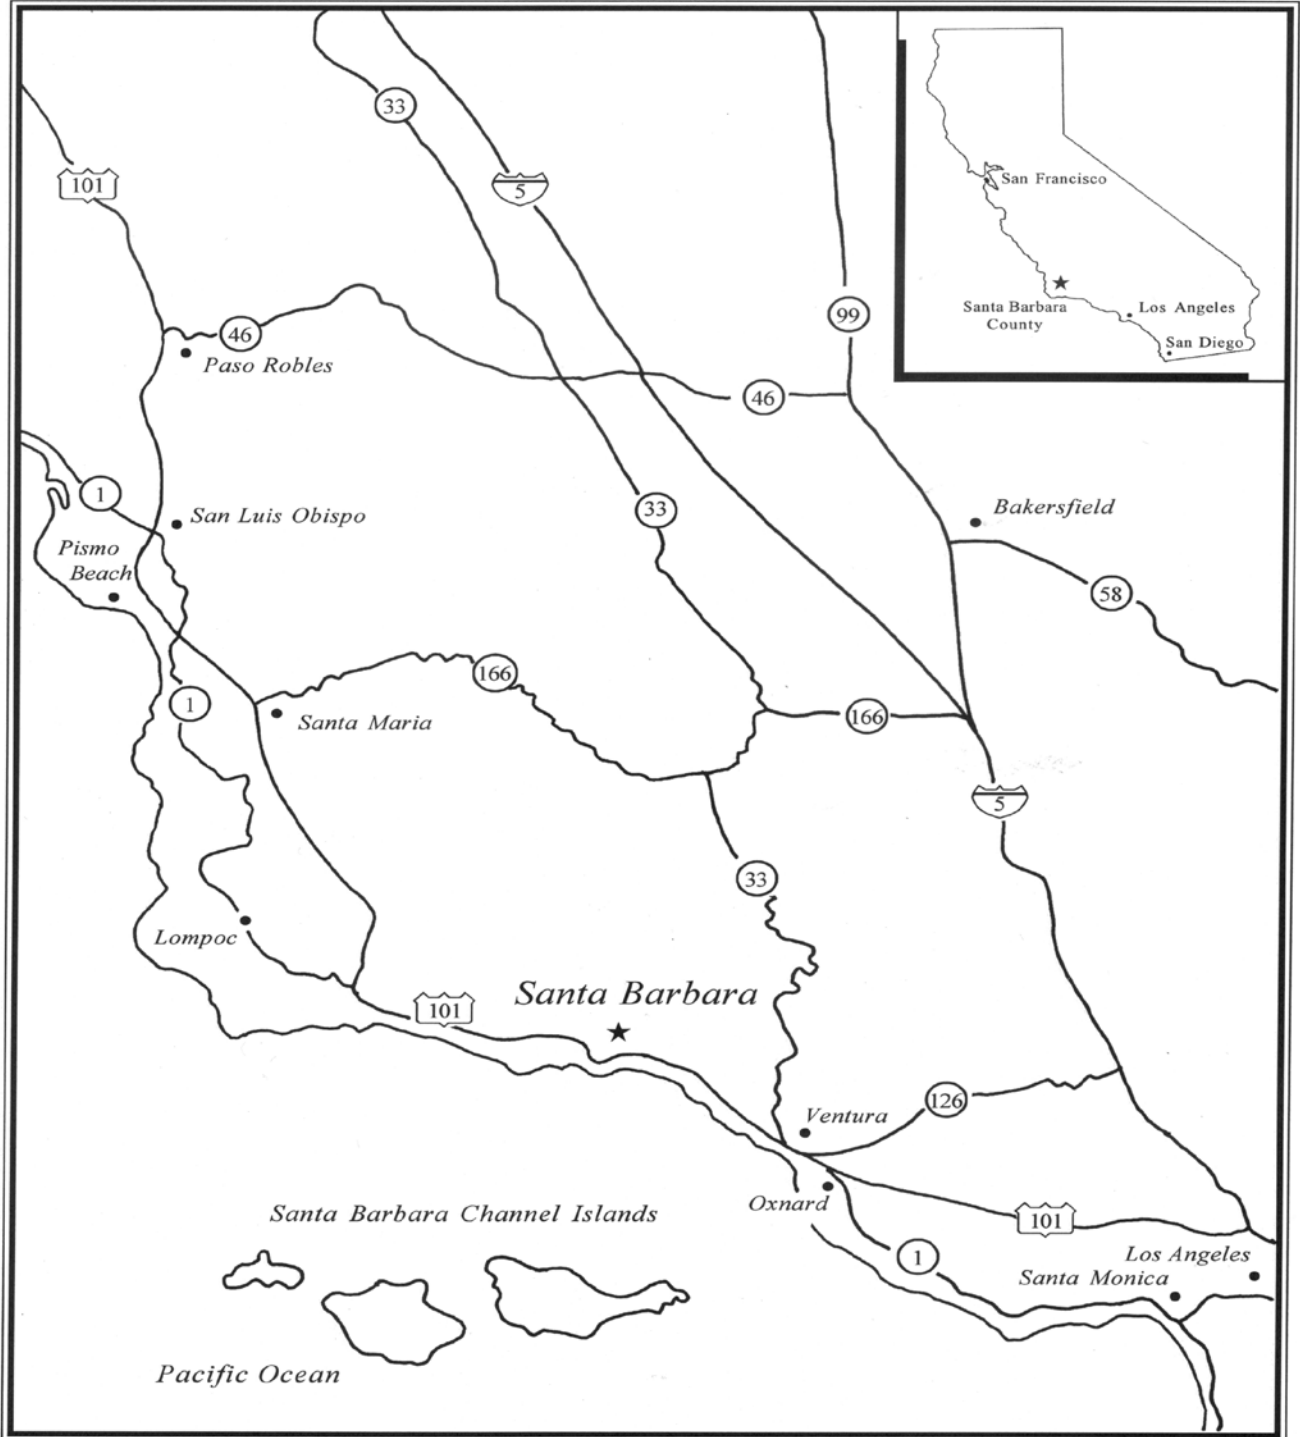 33
101
5
San Francisco
99
Santa Barbara
County
Los Angeles
San Diego
46
Paso Robles
46
1
San Luis Obispo
33
Bakersfield
Pismo
Beach
58
166
1
Santa Maria
166
5
33
Lompoc
Santa Barbara
101
126
Ventura
Oxnard
Santa Barbara Channel Islands
101
1
Los Angeles
Santa Monica
Pacific Ocean